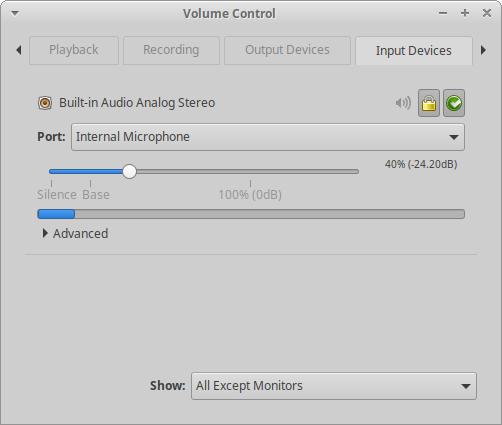 Volume Control
Playback Recording Output Devices Input Devices
Built-in Audio Analog Stereo
Port: Internal Microphone
40% (-24.20dB)
Silence Base 100% (0dB)
Advanced
Show: All Except Monitors